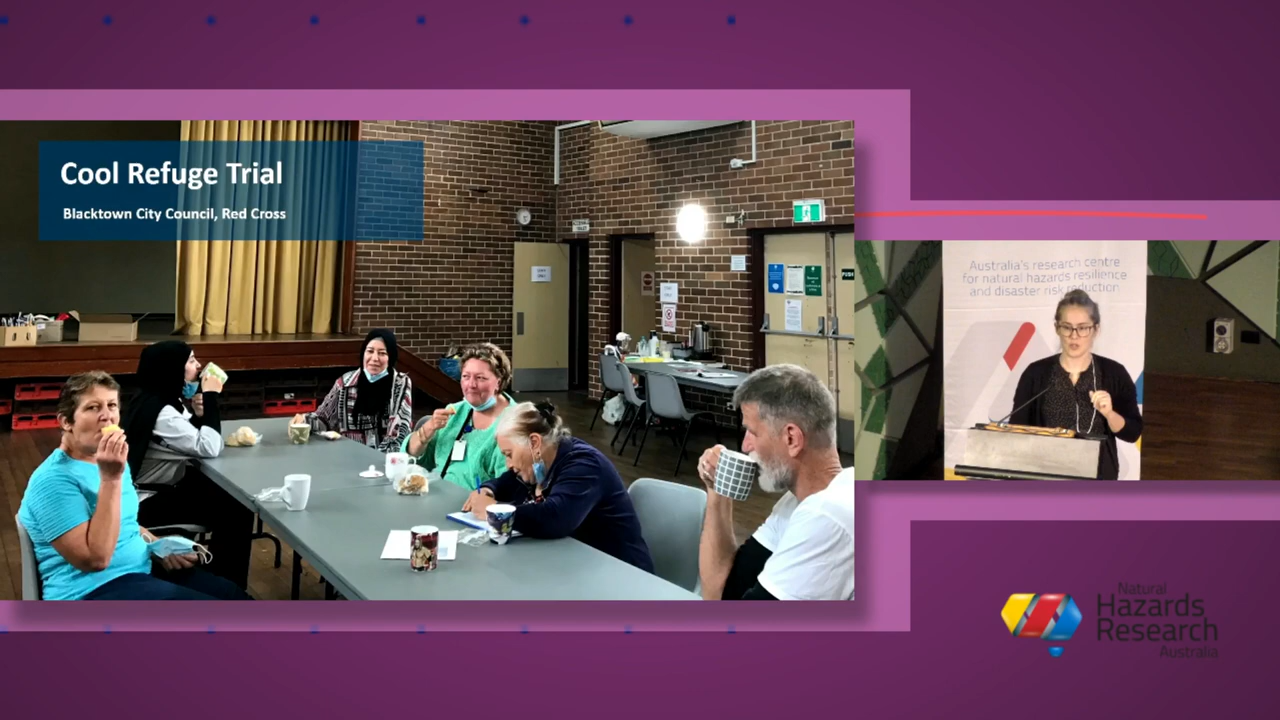 Cool Refuge Trial
Blacktown City Council, Red Cross
PUSH
Australia's research centre
for natural hazards resilience
and disaster risk reduction
Natural
Hazards
Research
Australia